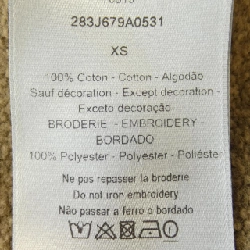 283J679A0531
XS
100% Coton - Cotton - Algodão
Sauf décoration - Except decoration -
Exceto decoração
BRODERIE - EMBROIDERY -
BORDADO
100% Polyester - Polyester - Poliéster
Ne pas repasser la broderie
Do not iron embroidery
Não passar a ferro o bordado